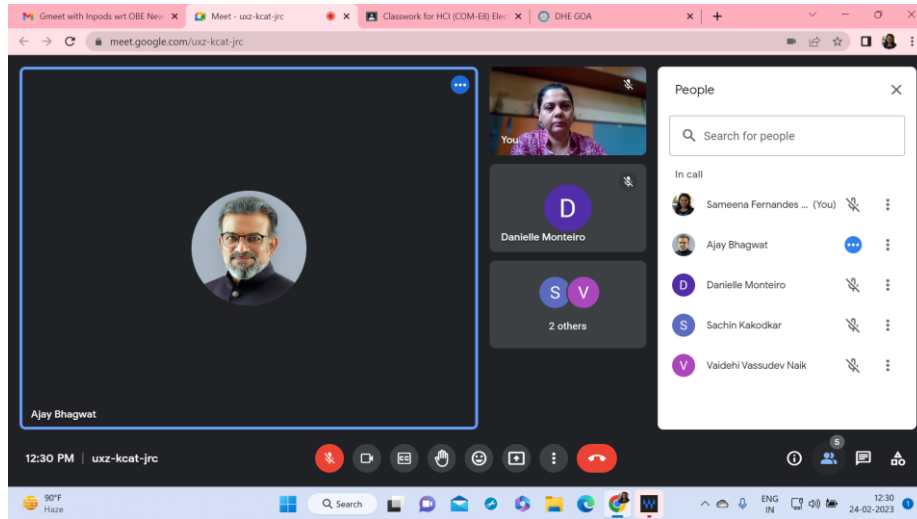 Gmeet with Inpods wrt OBE New
Meet - uxz-kcat-jrc
Classwork for HCI (COM-E8) Elec
DHE GOA
meet.google.com/uxz-kcat-jrc
Ajay Bhagwat
You
D
Danielle Monteiro
S V
2 others
People
Search for people
In call
Sameena Fernandes ... (You)
Ajay Bhagwat
D Danielle Monteiro
S Sachin Kakodkar
V Vaidehi Vassudev Naik
12:30 PM | uxz-kcat-jrc
CC
5
90°F
Haze
Search
W
ENG
IN
12:30
24-02-2023
1